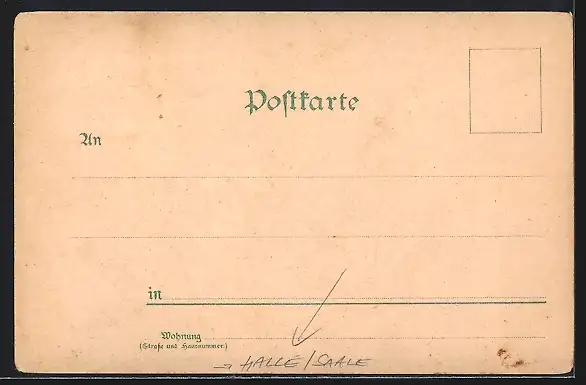 Poſtkarte
An
in
Wohnung
(Straße und Hausnummer.)
→ HALLE/SAALE